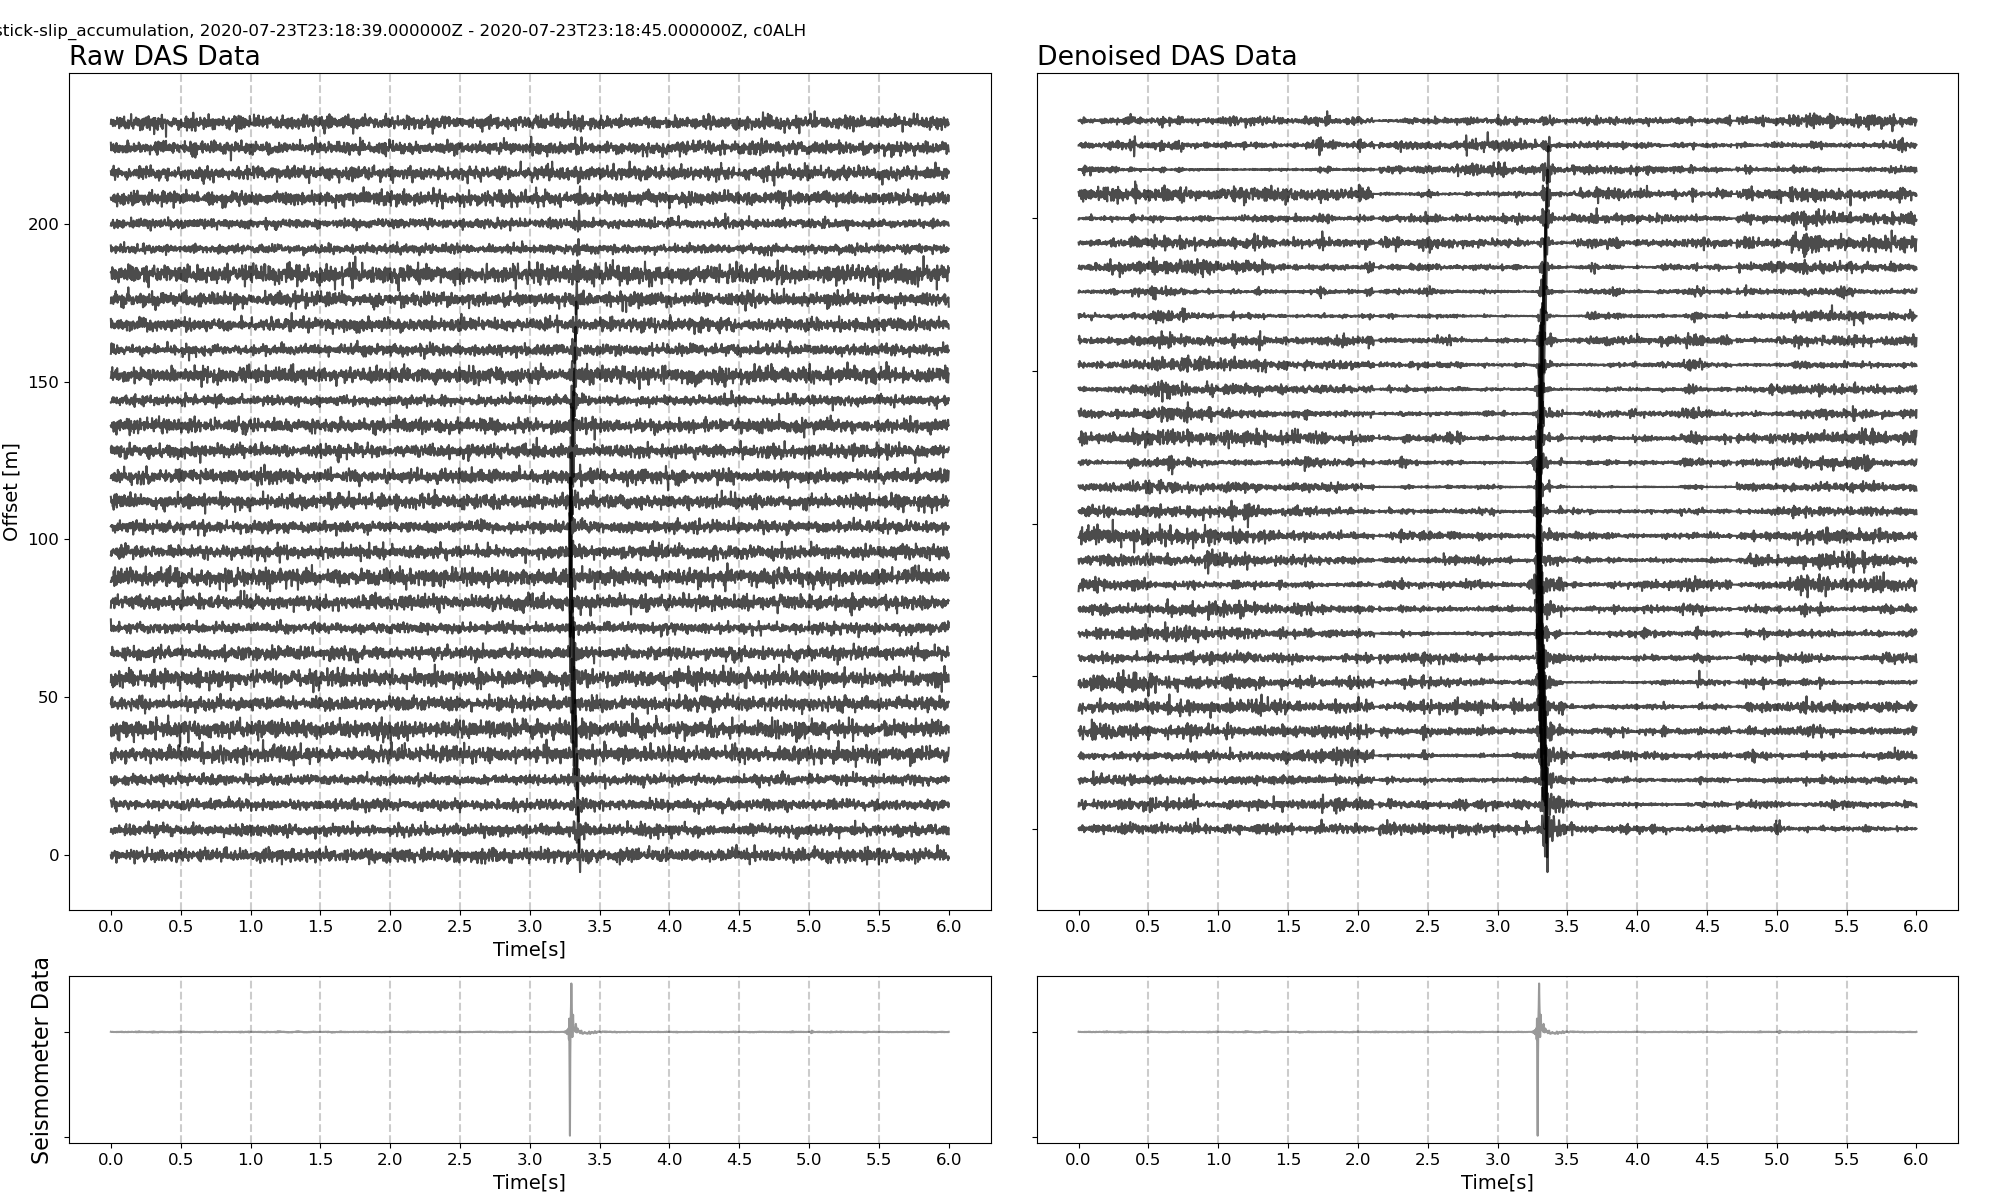 stick-slip_accumulation, 2020-07-23T23:18:39.000000Z - 2020-07-23T23:18:45.000000Z, c0ALH
Raw DAS Data
Denoised DAS Data
Offset [m]
200
150
100
50
0
0.0 0.5 1.0 1.5 2.0 2.5 3.0 3.5 4.0 4.5 5.0 5.5 6.0
Time[s]
0.0 0.5 1.0 1.5 2.0 2.5 3.0 3.5 4.0 4.5 5.0 5.5 6.0
Seismometer Data
0.0 0.5 1.0 1.5 2.0 2.5 3.0 3.5 4.0 4.5 5.0 5.5 6.0
Time[s]
0.0 0.5 1.0 1.5 2.0 2.5 3.0 3.5 4.0 4.5 5.0 5.5 6.0
Time[s]